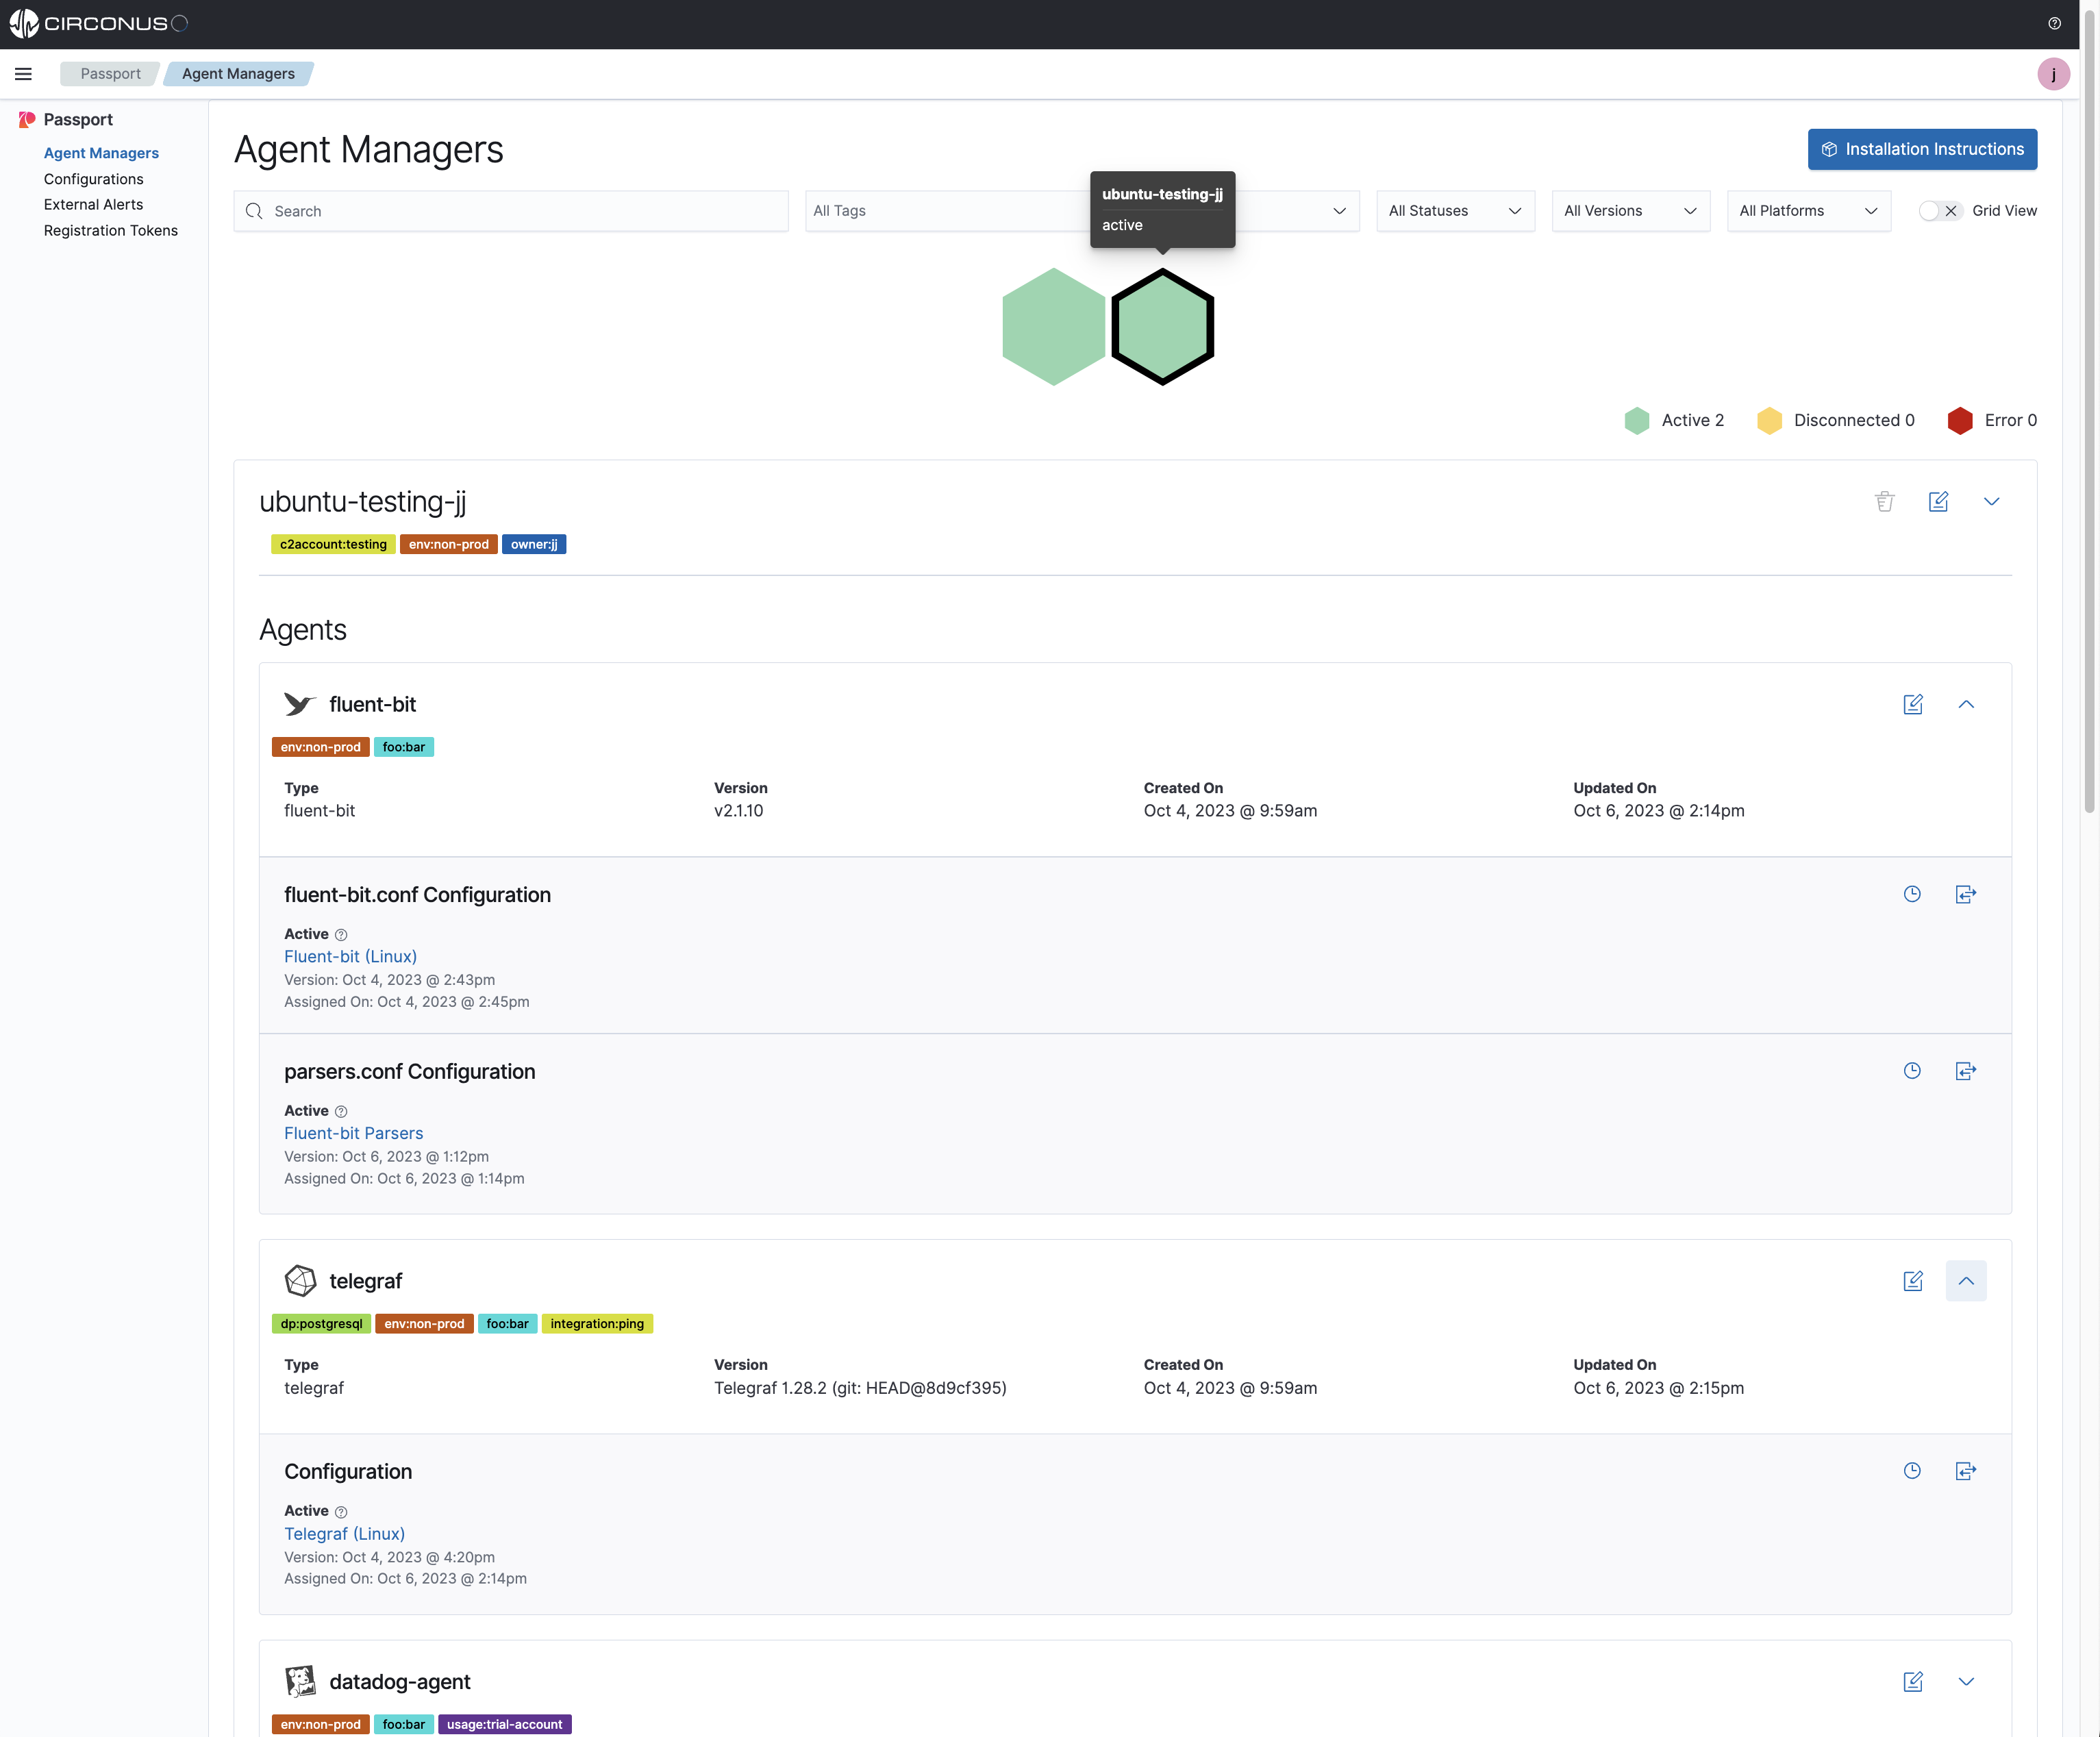 CIRCONUS
Passport
Agent Managers
j
Passport
Agent Managers
Configurations
External Alerts
Registration Tokens
Agent Managers
Installation Instructions
Search
All Tags
ubuntu-testing-jj
active
All Statuses
All Versions
All Platforms
Grid View
Active 2
Disconnected 0
Error 0
ubuntu-testing-jj
c2account:testing env:non-prod owner:jj
Agents
fluent-bit
env:non-prod foo:bar
Type Version Created On Updated On
fluent-bit v2.1.10 Oct 4, 2023 @ 9:59am Oct 6, 2023 @ 2:14pm
fluent-bit.conf Configuration
Active
Fluent-bit (Linux)
Version: Oct 4, 2023 @ 2:43pm
Assigned On: Oct 4, 2023 @ 2:45pm
parsers.conf Configuration
Active
Fluent-bit Parsers
Version: Oct 6, 2023 @ 1:12pm
Assigned On: Oct 6, 2023 @ 1:14pm
telegraf
dp:postgresql env:non-prod foo:bar integration:ping
Type Version Created On Updated On
telegraf Telegraf 1.28.2 (git: HEAD@8d9cf395) Oct 4, 2023 @ 9:59am Oct 6, 2023 @ 2:15pm
Configuration
Active
Telegraf (Linux)
Version: Oct 4, 2023 @ 4:20pm
Assigned On: Oct 6, 2023 @ 2:14pm
datadog-agent
env:non-prod foo:bar usage:trial-account